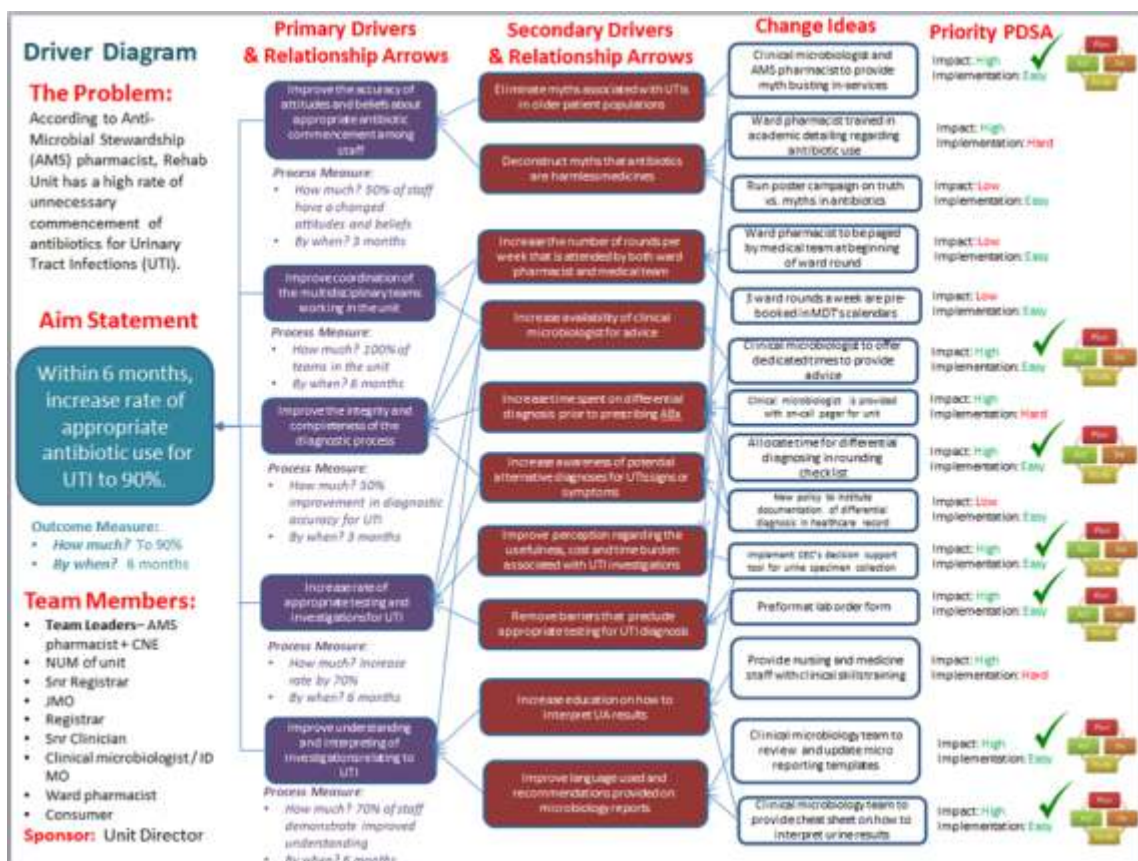 Driver Diagram
The Problem:
According to Anti-
Microbial Stewardship
(AMS) pharmacist, Rehab
Unit has a high rate of
unnecessary
commencement of
antibiotics for Urinary
Tract Infections (UTI).
Aim Statement
Within 6 months,
increase rate of
appropriate
antibiotic use for
UTI to 90%.
Outcome Measure:
• How much? To 90%
• By when? 6 months
Team Members:
• Team Leaders– AMS
pharmacist + CNE
• NUM of unit
• Snr Registrar
• JMO
• Registrar
• Snr Clinician
• Clinical microbiologist / ID
MO
• Ward pharmacist
• Consumer
Sponsor: Unit Director
Primary Drivers
& Relationship Arrows
Improve the accuracy of
attitudes and beliefs about
appropriate antibiotic
commencement among
staff
Process Measure:
• How much? 50% of staff
have a changed
attitudes and beliefs
• By when? 3 months
Improve coordination of
the multidisciplinary teams
working in the unit
Process Measure:
• How much? 100% of
teams in the unit
• By when? 6 months
Improve the integrity and
completeness of the
diagnostic process
Process Measure:
• How much? 50%
improvement in diagnostic
accuracy for UTI
• By when? 3 months
Increase rate of
appropriate testing and
investigations for UTI
Process Measure:
• How much? Increase
rate by 70%
• By when? 6 months
Improve understanding
and interpreting of
investigations relating to
UTI
Process Measure:
• How much? 70% of staff
demonstrate improved
understanding
• By when? 6 months
Secondary Drivers
& Relationship Arrows
Eliminate myths associated with UTIs
in older patient populations
Deconstruct myths that antibiotics
are harmless medicines
Increase the number of rounds per
week that is attended by both ward
pharmacist and medical team
Increase availability of clinical
microbiologist for advice
Increase time spent on differential
diagnosis prior to prescribing ABx
Increase awareness of potential
alternative diagnoses for UTI signs or
symptoms
Improve perception regarding the
usefulness, cost and time burden
associated with UTI investigations
Remove barriers that preclude
appropriate testing for UTI diagnosis
Increase education on how to
interpret UA results
Improve language used and
recommendations provided on
microbiology reports
Change Ideas
Clinical microbiologist and
AMS pharmacist to provide
myth busting in-services
Ward pharmacist trained in
academic detailing regarding
antibiotic use
Run poster campaign on truth
vs. myths in antibiotics
Ward pharmacist to be paged
by medical team at beginning
of ward round
3 ward rounds a week are pre-
booked in MDT's calendars
Clinical microbiologist to offer
dedicated times to provide
advice
Clinical microbiologist is provided
with on-call pager for unit
Allocate time for differential
diagnosing in rounding
checklist
New policy to institute
documentation of differential
diagnosis in healthcare record
Implement CEC's decision support
tool for urine specimen collection
Preformat lab order form
Provide nursing and medicine
staff with clinical skills training
Clinical microbiology team to
review and update micro
reporting templates
Clinical microbiology team to
provide cheat sheet on how to
interpret urine results
Priority PDSA
Impact: High
Implementation: Easy
Impact: High
Implementation: Hard
Impact: Low
Implementation: Easy
Impact: Low
Implementation: Easy
Impact: Low
Implementation: Easy
Impact: High
Implementation: Easy
Impact: High
Implementation: Hard
Impact: High
Implementation: Easy
Impact: Low
Implementation: Easy
Impact: High
Implementation: Easy
Impact: High
Implementation: Easy
Impact: High
Implementation: Hard
Impact: High
Implementation: Easy
Impact: High
Implementation: Easy